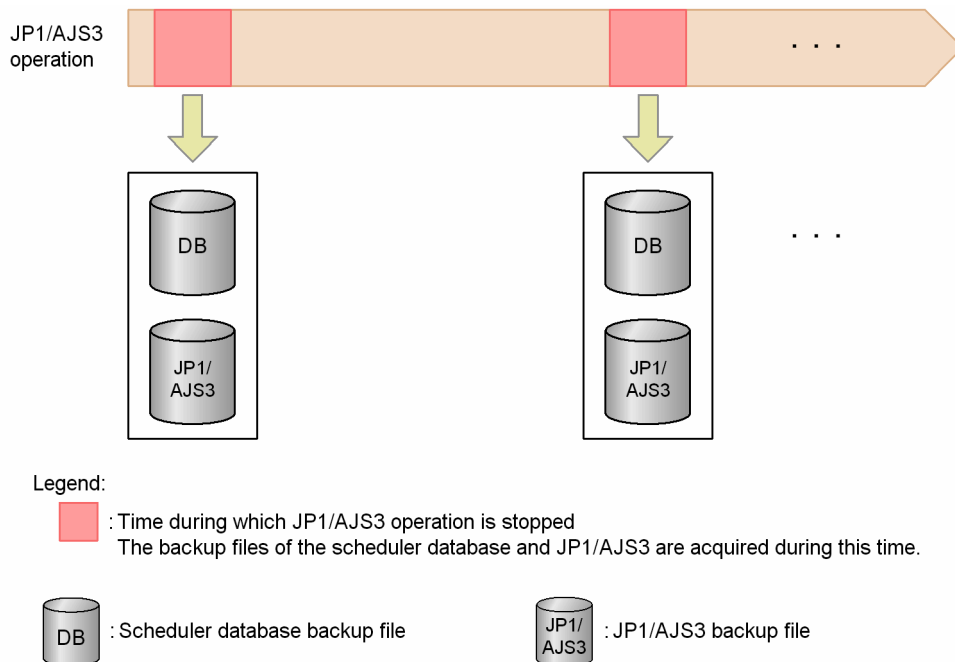 JP1/AJS3
operation
. . .
DB
DB
. . .
JP1/
AJS3
JP1/
AJS3
Legend:
: Time during which JP1/AJS3 operation is stopped
The backup files of the scheduler database and JP1/AJS3 are acquired during this time.
DB
: Scheduler database backup file
JP1/
AJS3
: JP1/AJS3 backup file